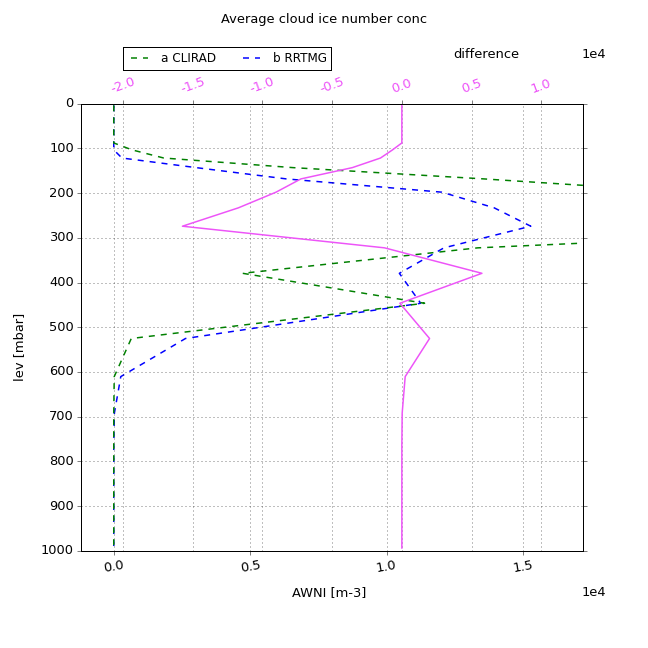 Average cloud ice number conc
a CLIRAD b RRTMG difference 1e4
-2.0 -1.5 -1.0 -0.5 0.0 0.5 1.0
0
100
200
300
400
500
600
700
800
900
1000
lev [mbar]
0.0 0.5 1.0 1.5
AWNI [m-3] 1e4